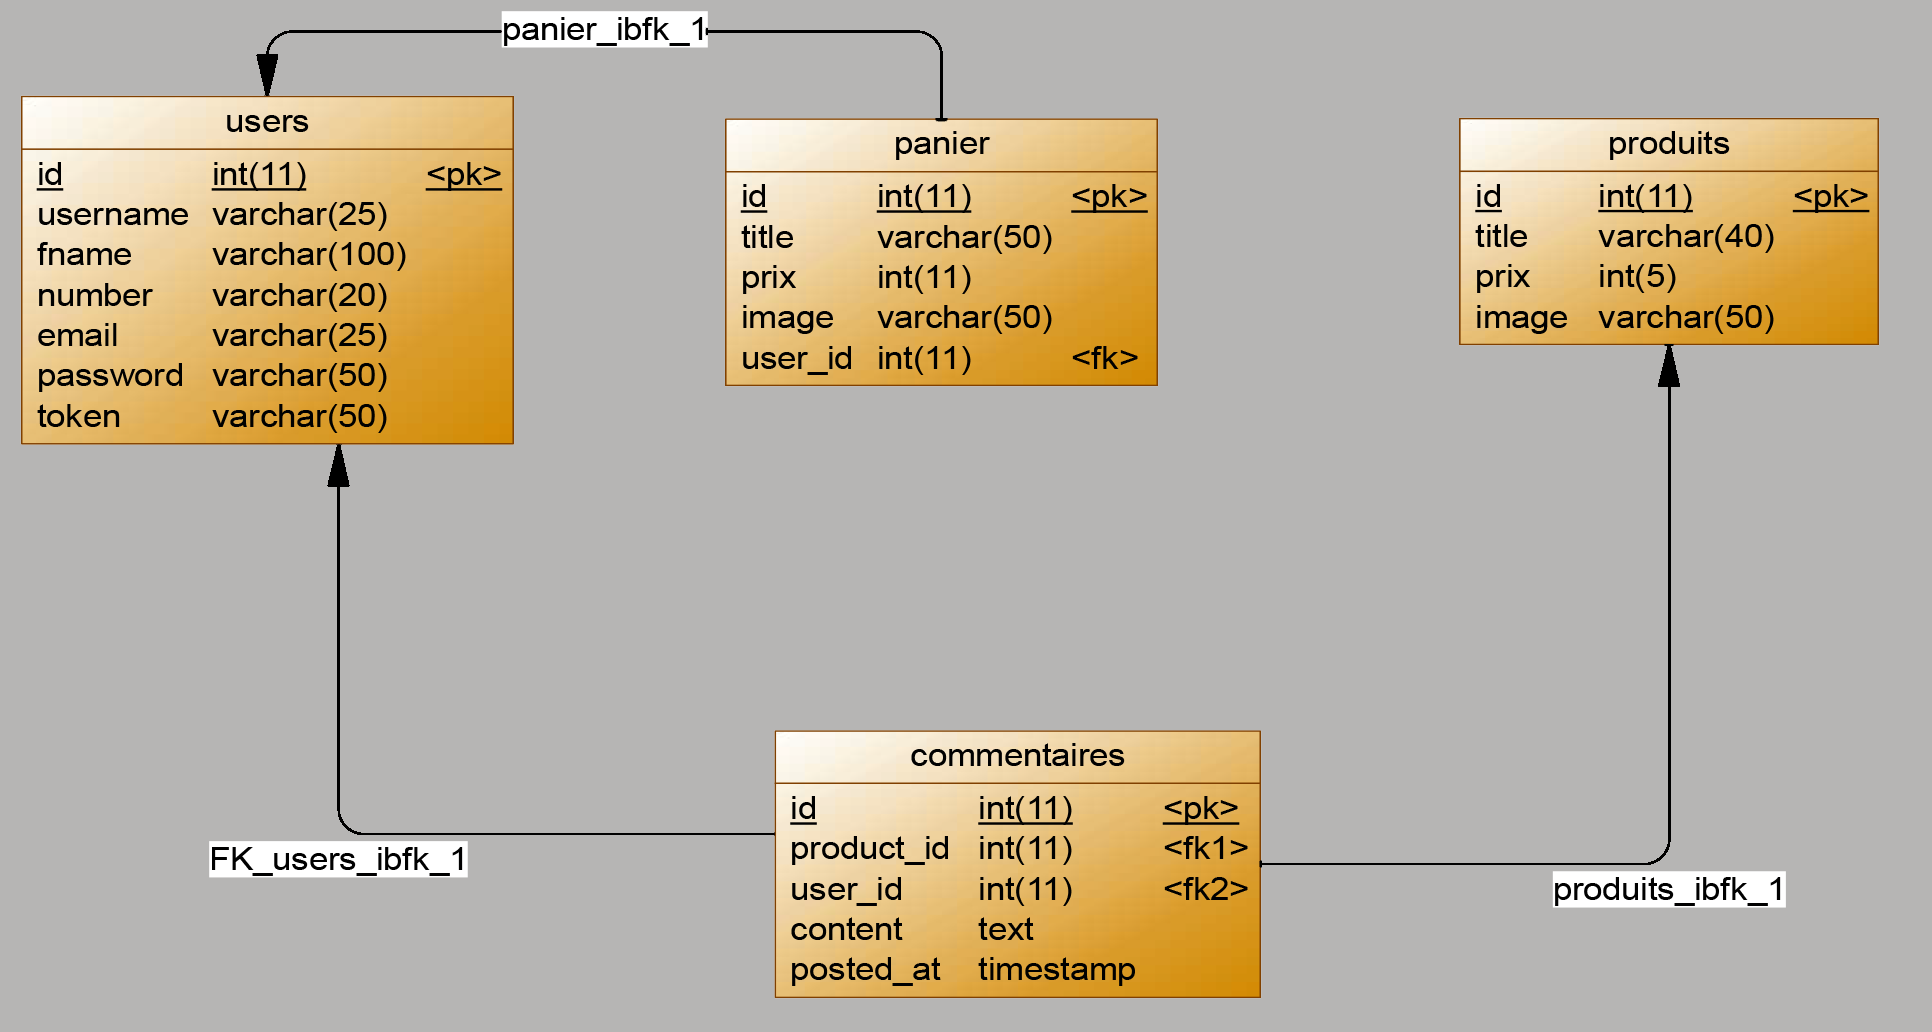 panier_ibfk_1
users
id int(11) <pk>
username varchar(25)
fname varchar(100)
number varchar(20)
email varchar(25)
password varchar(50)
token varchar(50)
panier
id int(11) <pk>
title varchar(50)
prix int(11)
image varchar(50)
user_id int(11) <fk>
produits
id int(11) <pk>
title varchar(40)
prix int(5)
image varchar(50)
commentaires
id int(11) <pk>
product_id int(11) <fk1>
user_id int(11) <fk2>
content text
posted_at timestamp
FK_users_ibfk_1
produits_ibfk_1